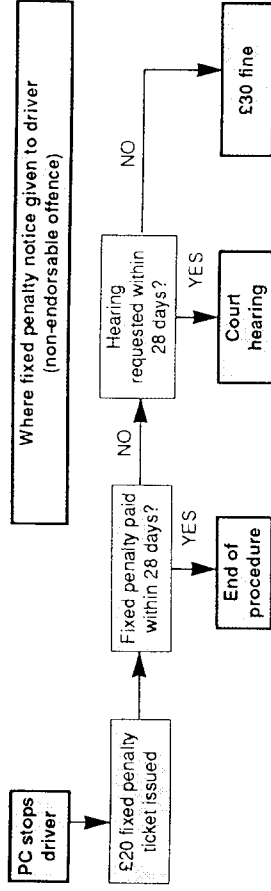 Where fixed penalty notice given to driver
(non-endorsable offence)
PC stops
driver
£20 fixed penalty
ticket issued
Fixed penalty paid
within 28 days?
NO
YES
End of
procedure
Hearing
requested within
28 days?
NO
YES
Court
hearing
£30 fine